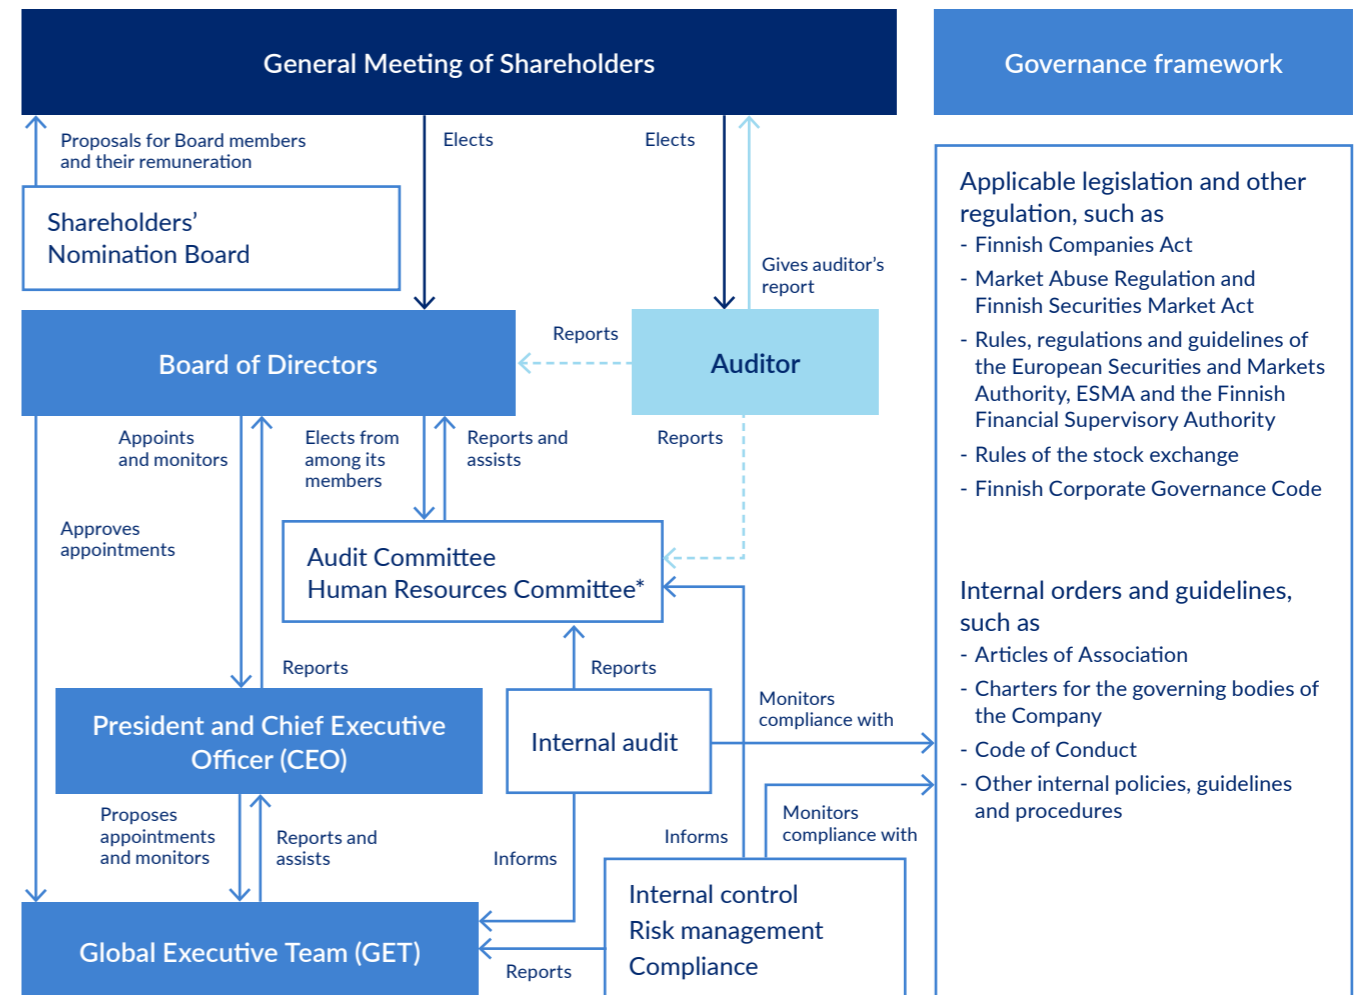 General Meeting of Shareholders
Governance framework
Proposals for Board members
and their remuneration
Elects
Elects
Shareholders’
Nomination Board
Gives auditor’s
report
Board of Directors
Reports
Auditor
Appoints
and monitors
Elects from
among its
members
Reports and
assists
Reports
Approves
appointments
Audit Committee
Human Resources Committee*
Reports
Reports
President and Chief Executive
Officer (CEO)
Internal audit
Monitors
compliance with
Proposes
appointments
and monitors
Reports and
assists
Informs
Informs
Monitors
compliance with
Global Executive Team (GET)
Reports
Internal control
Risk management
Compliance
Applicable legislation and other
regulation, such as
- Finnish Companies Act
- Market Abuse Regulation and
Finnish Securities Market Act
- Rules, regulations and guidelines of
the European Securities and Markets
Authority, ESMA and the Finnish
Financial Supervisory Authority
- Rules of the stock exchange
- Finnish Corporate Governance Code
Internal orders and guidelines,
such as
- Articles of Association
- Charters for the governing bodies of
the Company
- Code of Conduct
- Other internal policies, guidelines
and procedures